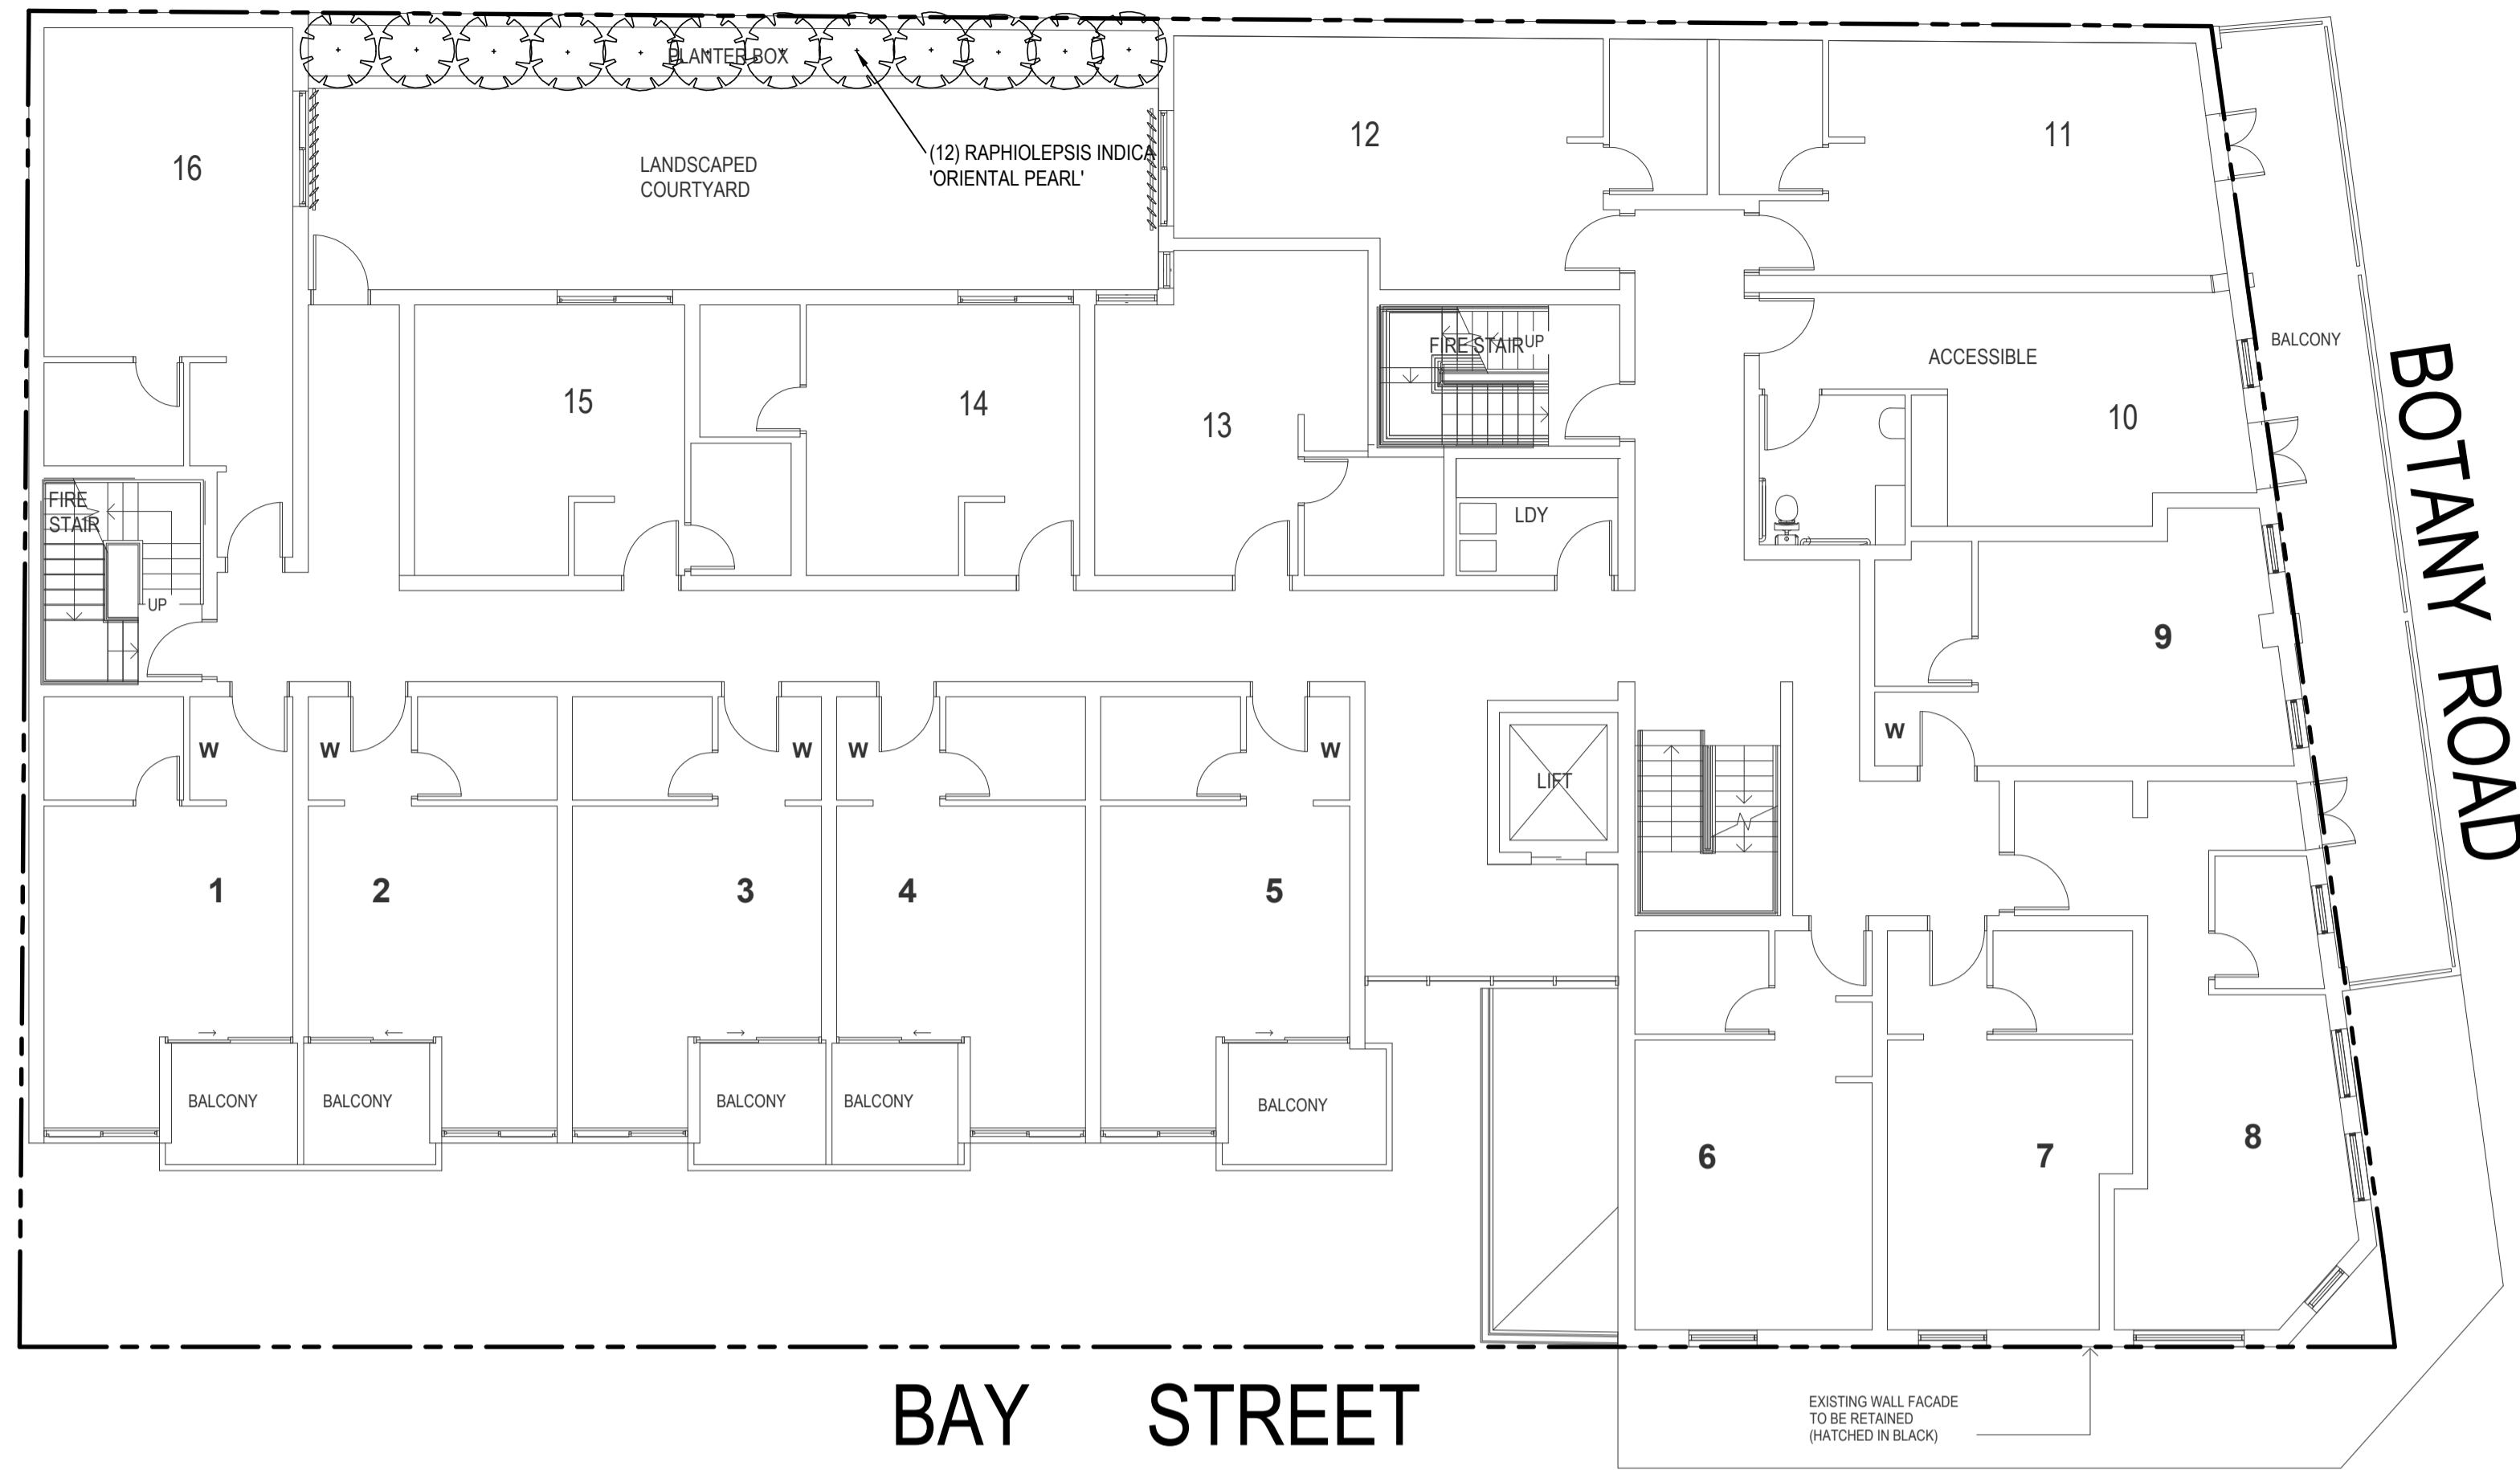 PLANTER BOX
(12) RAPHIOLEPSIS INDICA
'ORIENTAL PEARL'
LANDSCAPED
COURTYARD
16
12
11
FIRE STAIR
UP
BALCONY
ACCESSIBLE
15
14
13
10
BOTANY ROAD
FIRE
STAIR
LDY
UP
9
W
W
W
W
W
W
LIFT
1
2
3
4
5
BALCONY
BALCONY
BALCONY
BALCONY
BALCONY
6
7
8
BAY STREET
EXISTING WALL FACADE
TO BE RETAINED
(HATCHED IN BLACK)